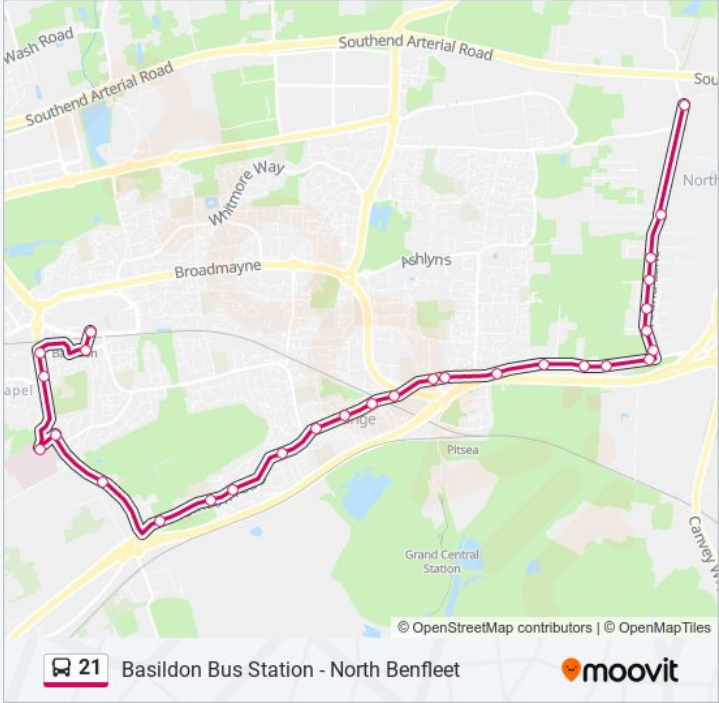 Wash Road
Southend Arterial Road
Sou
Southend Arterial Road
North
Whitmore Way
Ashlyns
Broadmayne
Pitsea
Grand Central
Station
© OpenStreetMap contributors | © OpenMapTiles
21 Basildon Bus Station - North Benfleet
moovit